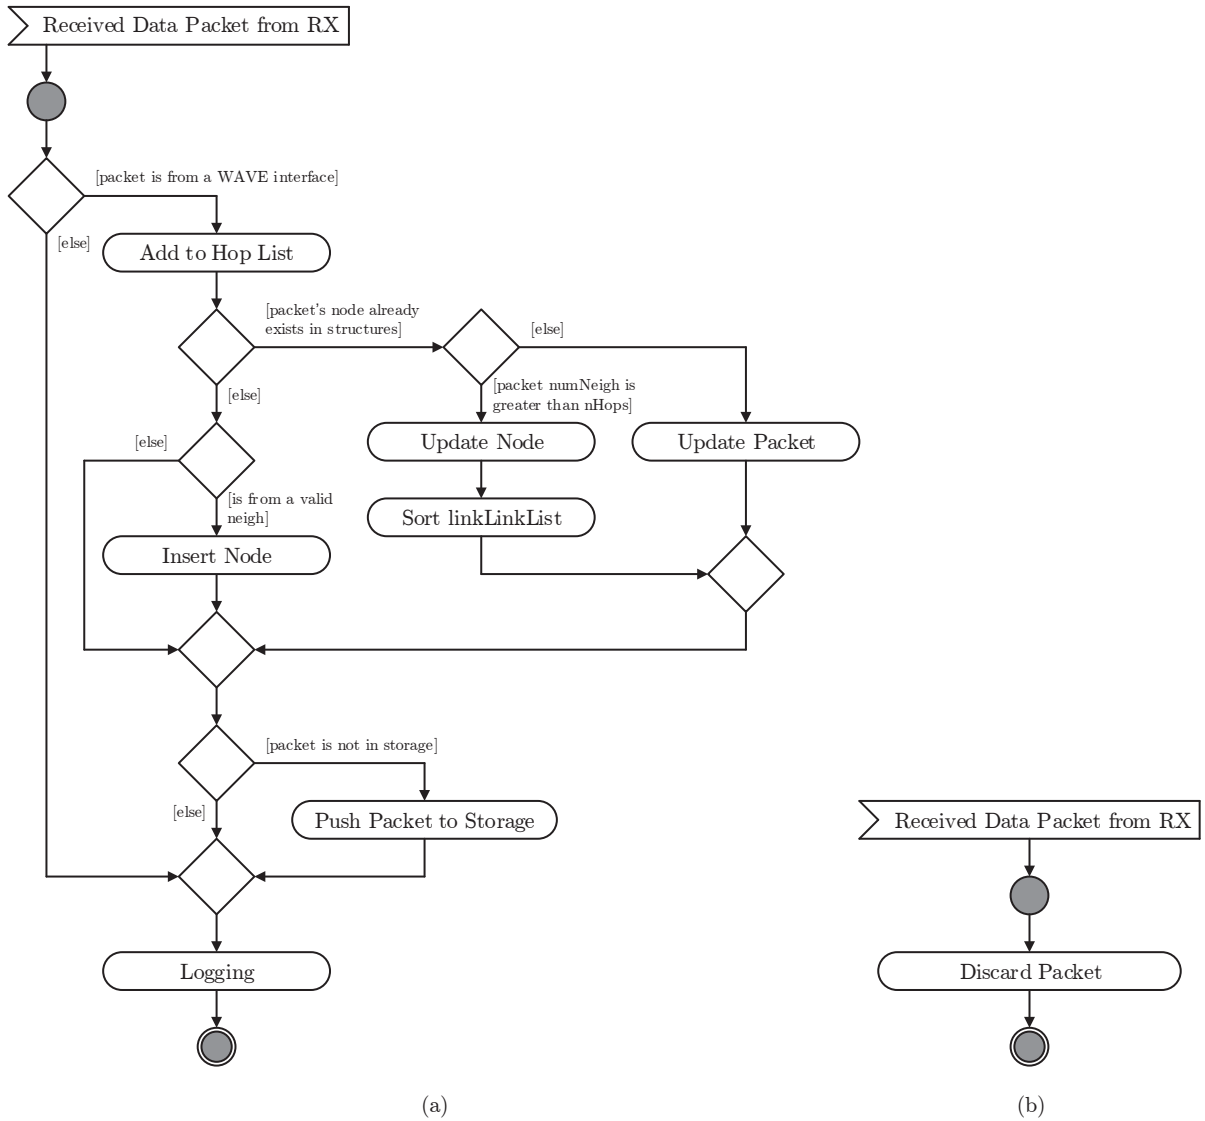 Received Data Packet from RX
[packet is from a WAVE interface]
[else]
Add to Hop List
[packet's node already
exists in structures]
[else]
[else]
[packet numNeigh is
greater than nHops]
[else]
Update Node
Update Packet
[is from a valid
neigh]
Sort linkLinkList
Insert Node
[packet is not in storage]
[else]
Push Packet to Storage
Logging
(a)
Received Data Packet from RX
Discard Packet
(b)